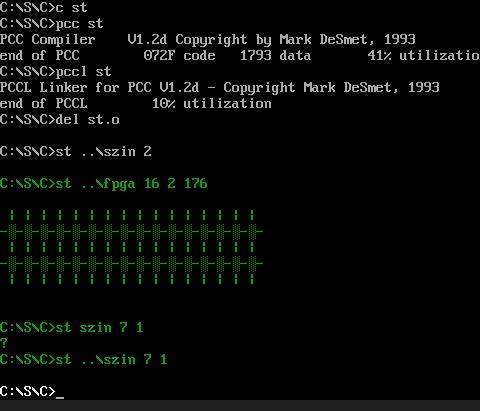 C:\S\C>c st
C:\S\C>pcc st
PCC Compiler    V1.2d Copyright by Mark DeSmet, 1993
end of PCC        072F code   1793 data     41% utilizatio
C:\S\C>pccl st
PCCL Linker for PCC V1.2d - Copyright Mark DeSmet, 1993
end of PCCL        10% utilization
C:\S\C>del st.o
C:\S\C>st ..\szin 2
C:\S\C>st ..\fpga 16 2 176
C:\S\C>st szin 7 1
?
C:\S\C>st ..\szin 7 1
C:\S\C>_